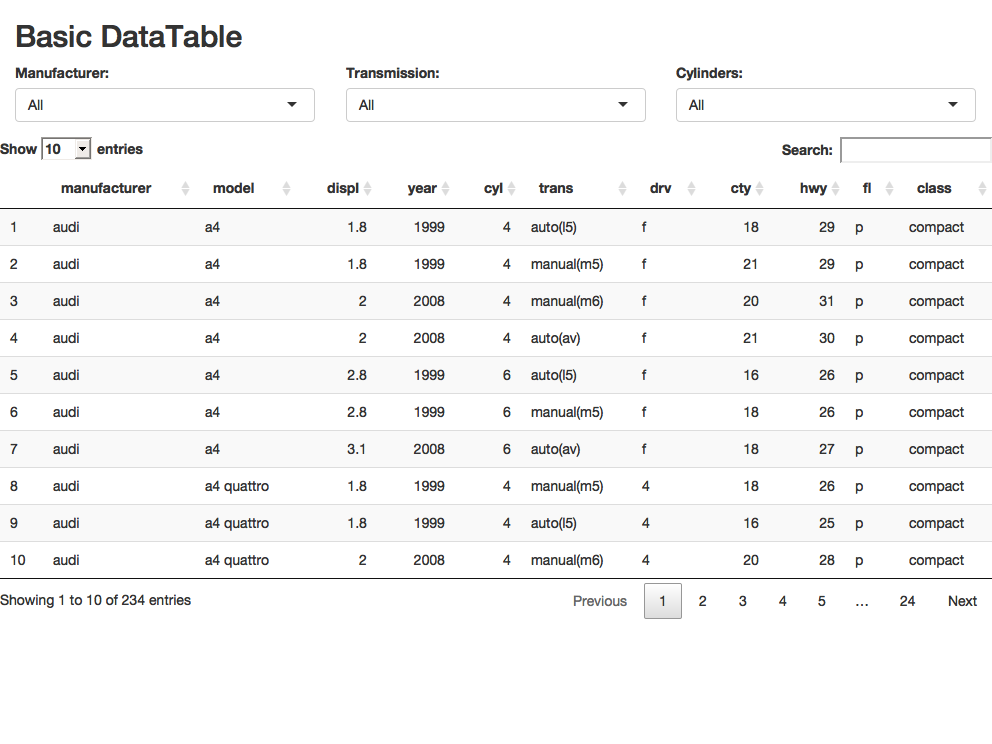 Basic DataTable
Manufacturer: Transmission: Cylinders:
All All All
Show 10 entries Search:
manufacturer model displ year cyl trans drv cty hwy fl class
1 audi a4 1.8 1999 4 auto(l5) f 18 29 p compact
2 audi a4 1.8 1999 4 manual(m5) f 21 29 p compact
3 audi a4 2 2008 4 manual(m6) f 20 31 p compact
4 audi a4 2 2008 4 auto(av) f 21 30 p compact
5 audi a4 2.8 1999 6 auto(l5) f 16 26 p compact
6 audi a4 2.8 1999 6 manual(m5) f 18 26 p compact
7 audi a4 3.1 2008 6 auto(av) f 18 27 p compact
8 audi a4 quattro 1.8 1999 4 manual(m5) 4 18 26 p compact
9 audi a4 quattro 1.8 1999 4 auto(l5) 4 16 25 p compact
10 audi a4 quattro 2 2008 4 manual(m6) 4 20 28 p compact
Showing 1 to 10 of 234 entries Previous 1 2 3 4 5 … 24 Next